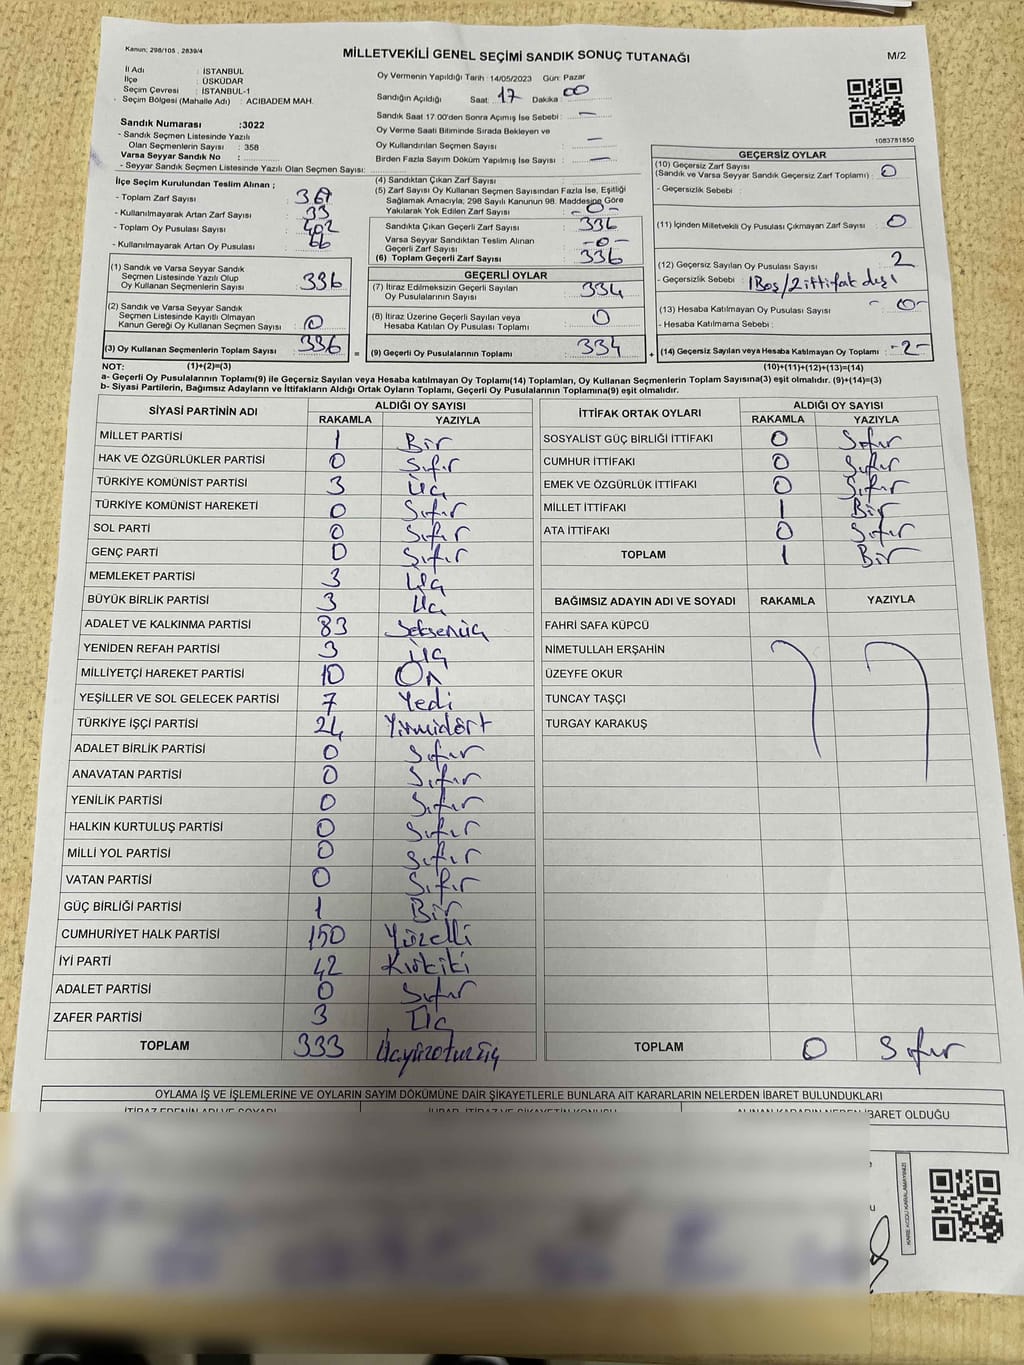 Kanun; 298/105 , 2839/4
MİLLETVEKİLİ GENEL SEÇİMİ SANDIK SONUÇ TUTANAĞI
M/2
İl Adı : İSTANBUL
İlçe : ÜSKÜDAR
Seçim Çevresi : İSTANBUL-1
Seçim Bölgesi (Mahalle Adı) : ACIBADEM MAH.
Oy Vermenin Yapıldığı Tarih : 14/05/2023 Gün: Pazar
Sandığın Açıldığı Saat : 17 Dakika : 00
Sandık Saat 17.00'den Sonra Açımış İse Sebebi : —
Oy Verme Saati Bitiminde Sırada Bekleyen ve
Oy Kullandırılan Seçmen Sayısı : —
Birden Fazla Sayım Döküm Yapılmış İse Sayısı : —
1083781850
Sandık Numarası :3022
- Sandık Seçmen Listesinde Yazılı
Olan Seçmenlerin Sayısı : 358
Varsa Seyyar Sandık No :
- Seyyar Seçmen Listesinde Yazılı Olan Seçmen Sayısı:
İlçe Seçim Kurulundan Teslim Alınan ;
- Toplam Zarf Sayısı :
- Kullanılmayarak Artan Zarf Sayısı : 33
- Toplam Oy Pusulası Sayısı : 402
- Kullanılmayarak Artan Oy Pusulası : 66
(4) Sandıktan Çıkan Zarf Sayısı :
(5) Zarf Sayısı Oy Kullanan Seçmen Sayısından Fazla İse, Eşitliği
Sağlamak Amacıyla; 298 Sayılı Kanunun 98. Maddesine Göre
Yakılarak Yok Edilen Zarf Sayısı : -0-
Sandıkta Çıkan Geçerli Zarf Sayısı : 336
Varsa Seyyar Sandıktan Teslim Alınan
Geçerli Zarf Sayısı : -0-
(6) Toplam Geçerli Zarf Sayısı : 336
GEÇERSİZ OYLAR
(10) Geçersiz Zarf Sayısı
(Sandık ve Varsa Seyyar Sandık Geçersiz Zarf Toplamı) : 0
- Geçersizlik Sebebi :
(11) İçinden Milletvekili Oy Pusulası Çıkmayan Zarf Sayısı : 0
(12) Geçersiz Sayılan Oy Pusulası Sayısı : 2
- Geçersizlik Sebebi : 1Boş/2ittifak dışı
(13) Hesaba Katılmayan Oy Pusulası Sayısı : -0-
- Hesaba Katılmama Sebebi :
(14) Geçersiz Sayılan veya Hesaba Katılmayan Oy Toplamı : -2-
(1) Sandık ve Varsa Seyyar Sandık
Seçmen Listesinde Yazılı Olup
Oy Kullanan Seçmenlerin Sayısı : 336
(2) Sandık ve Varsa Seyyar Sandık
Seçmen Listesinde Kayıtlı Olmayan
Kanun Gereği Oy Kullanan Seçmen Sayısı : 0
(3) Oy Kullanan Seçmenlerin Toplam Sayısı : 336
GEÇERLİ OYLAR
(7) İtiraz Edilmeksizin Geçerli Sayılan
Oy Pusulalarının Sayısı : 334
(8) İtiraz Üzerine Geçerli Sayılan veya
Hesaba Katılan Oy Pusulası Toplamı : 0
= (9) Geçerli Oy Pusulalarının Toplamı : 334 +
NOT: (1)+(2)=(3) (10)+(11)+(12)+(13)=(14)
a- Geçerli Oy Pusulalarının Toplamı(9) ile Geçersiz Sayılan veya Hesaba katılmayan Oy Toplamı(14) Toplamları, Oy Kullanan Seçmenlerin Toplam Sayısına(3) eşit olmalıdır. (9)+(14)=(3)
b- Siyasi Partilerin, Bağımsız Adayların ve İttifakların Aldığı Ortak Oyların Toplamı, Geçerli Oy Pusulalarının Toplamına(9) eşit olmalıdır.
SİYASİ PARTİNİN ADI ALDIĞI OY SAYISI
RAKAMLA YAZIYLA
MİLLET PARTİSİ 1 Bir
HAK VE ÖZGÜRLÜKLER PARTİSİ 0 Sıfır
TÜRKİYE KOMÜNİST PARTİSİ 3 Üç
TÜRKİYE KOMÜNİST HAREKETİ 0 Sıfır
SOL PARTİ 0 Sıfır
GENÇ PARTİ 0 Sıfır
MEMLEKET PARTİSİ 3 Üç
BÜYÜK BİRLİK PARTİSİ 3 Üç
ADALET VE KALKINMA PARTİSİ 83 Seksenüç
YENİDEN REFAH PARTİSİ 3 Üç
MİLLİYETÇİ HAREKET PARTİSİ 10 On
YEŞİLLER VE SOL GELECEK PARTİSİ 7 Yedi
TÜRKİYE İŞÇİ PARTİSİ 24 Yirmidört
ADALET BİRLİK PARTİSİ 0 Sıfır
ANAVATAN PARTİSİ 0 Sıfır
YENİLİK PARTİSİ 0 Sıfır
HALKIN KURTULUŞ PARTİSİ 0 Sıfır
MİLLİ YOL PARTİSİ 0 Sıfır
VATAN PARTİSİ 0 Sıfır
GÜÇ BİRLİĞİ PARTİSİ 1 Bir
CUMHURİYET HALK PARTİSİ 150 Yüzelli
İYİ PARTİ 42 Kırkiki
ADALET PARTİSİ 0 Sıfır
ZAFER PARTİSİ 3 Üç
TOPLAM 333 Üçyüzotuzüç
İTTİFAK ORTAK OYLARI ALDIĞI OY SAYISI
RAKAMLA YAZIYLA
SOSYALİST GÜÇ BİRLİĞİ İTTİFAKI 0 Sıfır
CUMHUR İTTİFAKI 0 Sıfır
EMEK VE ÖZGÜRLÜK İTTİFAKI 0 Sıfır
MİLLET İTTİFAKI 1 Bir
ATA İTTİFAKI 0 Sıfır
TOPLAM 1 Bir
BAĞIMSIZ ADAYIN ADI VE SOYADI RAKAMLA YAZIYLA
FAHRİ SAFA KÜPCÜ
NİMETULLAH ERŞAHİN
ÜZEYFE OKUR
TUNCAY TAŞÇI
TURGAY KARAKUŞ
TOPLAM 0 Sıfır
OYLAMA İŞ VE İŞLEMLERİNE VE OYLARIN SAYIM DÖKÜMÜNE DAİR ŞİKAYETLERLE BUNLARA AİT KARARLARIN NELERDEN İBARET BULUNDUKLARI
İTİRAZ EDENİN ADI VE SOYADI İHBAR, İTİRAZ VE ŞİKAYETİN KONUSU ALINAN KARARIN NEDEN İBARET OLDUĞU
KARE KODU KARALAMAYINIZ!